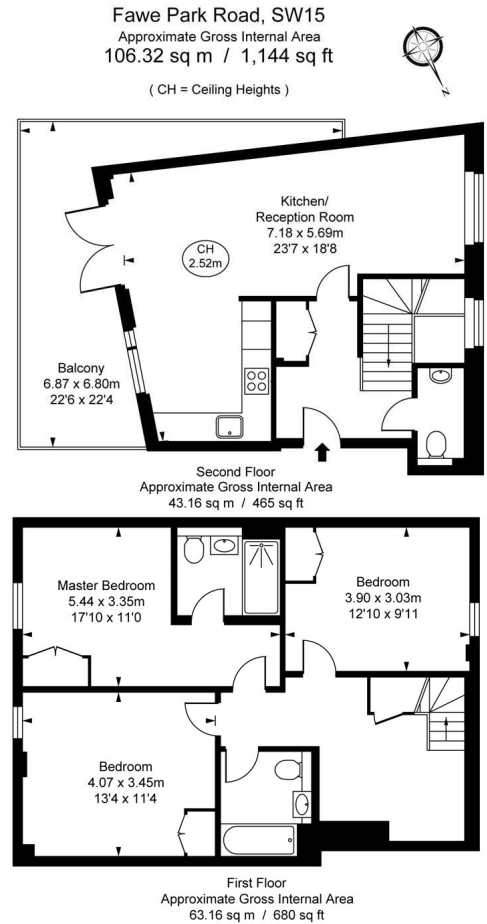 Fawe Park Road, SW15
Approximate Gross Internal Area
106.32 sq m / 1,144 sq ft
( CH = Ceiling Heights )
N
Kitchen/
Reception Room
7.18 x 5.69m
23'7 x 18'8
CH
2.52m
Balcony
6.87 x 6.80m
22'6 x 22'4
Second Floor
Approximate Gross Internal Area
43.16 sq m / 465 sq ft
Master Bedroom
5.44 x 3.35m
17'10 x 11'0
Bedroom
3.90 x 3.03m
12'10 x 9'11
Bedroom
4.07 x 3.45m
13'4 x 11'4
First Floor
Approximate Gross Internal Area
63.16 sq m / 680 sq ft